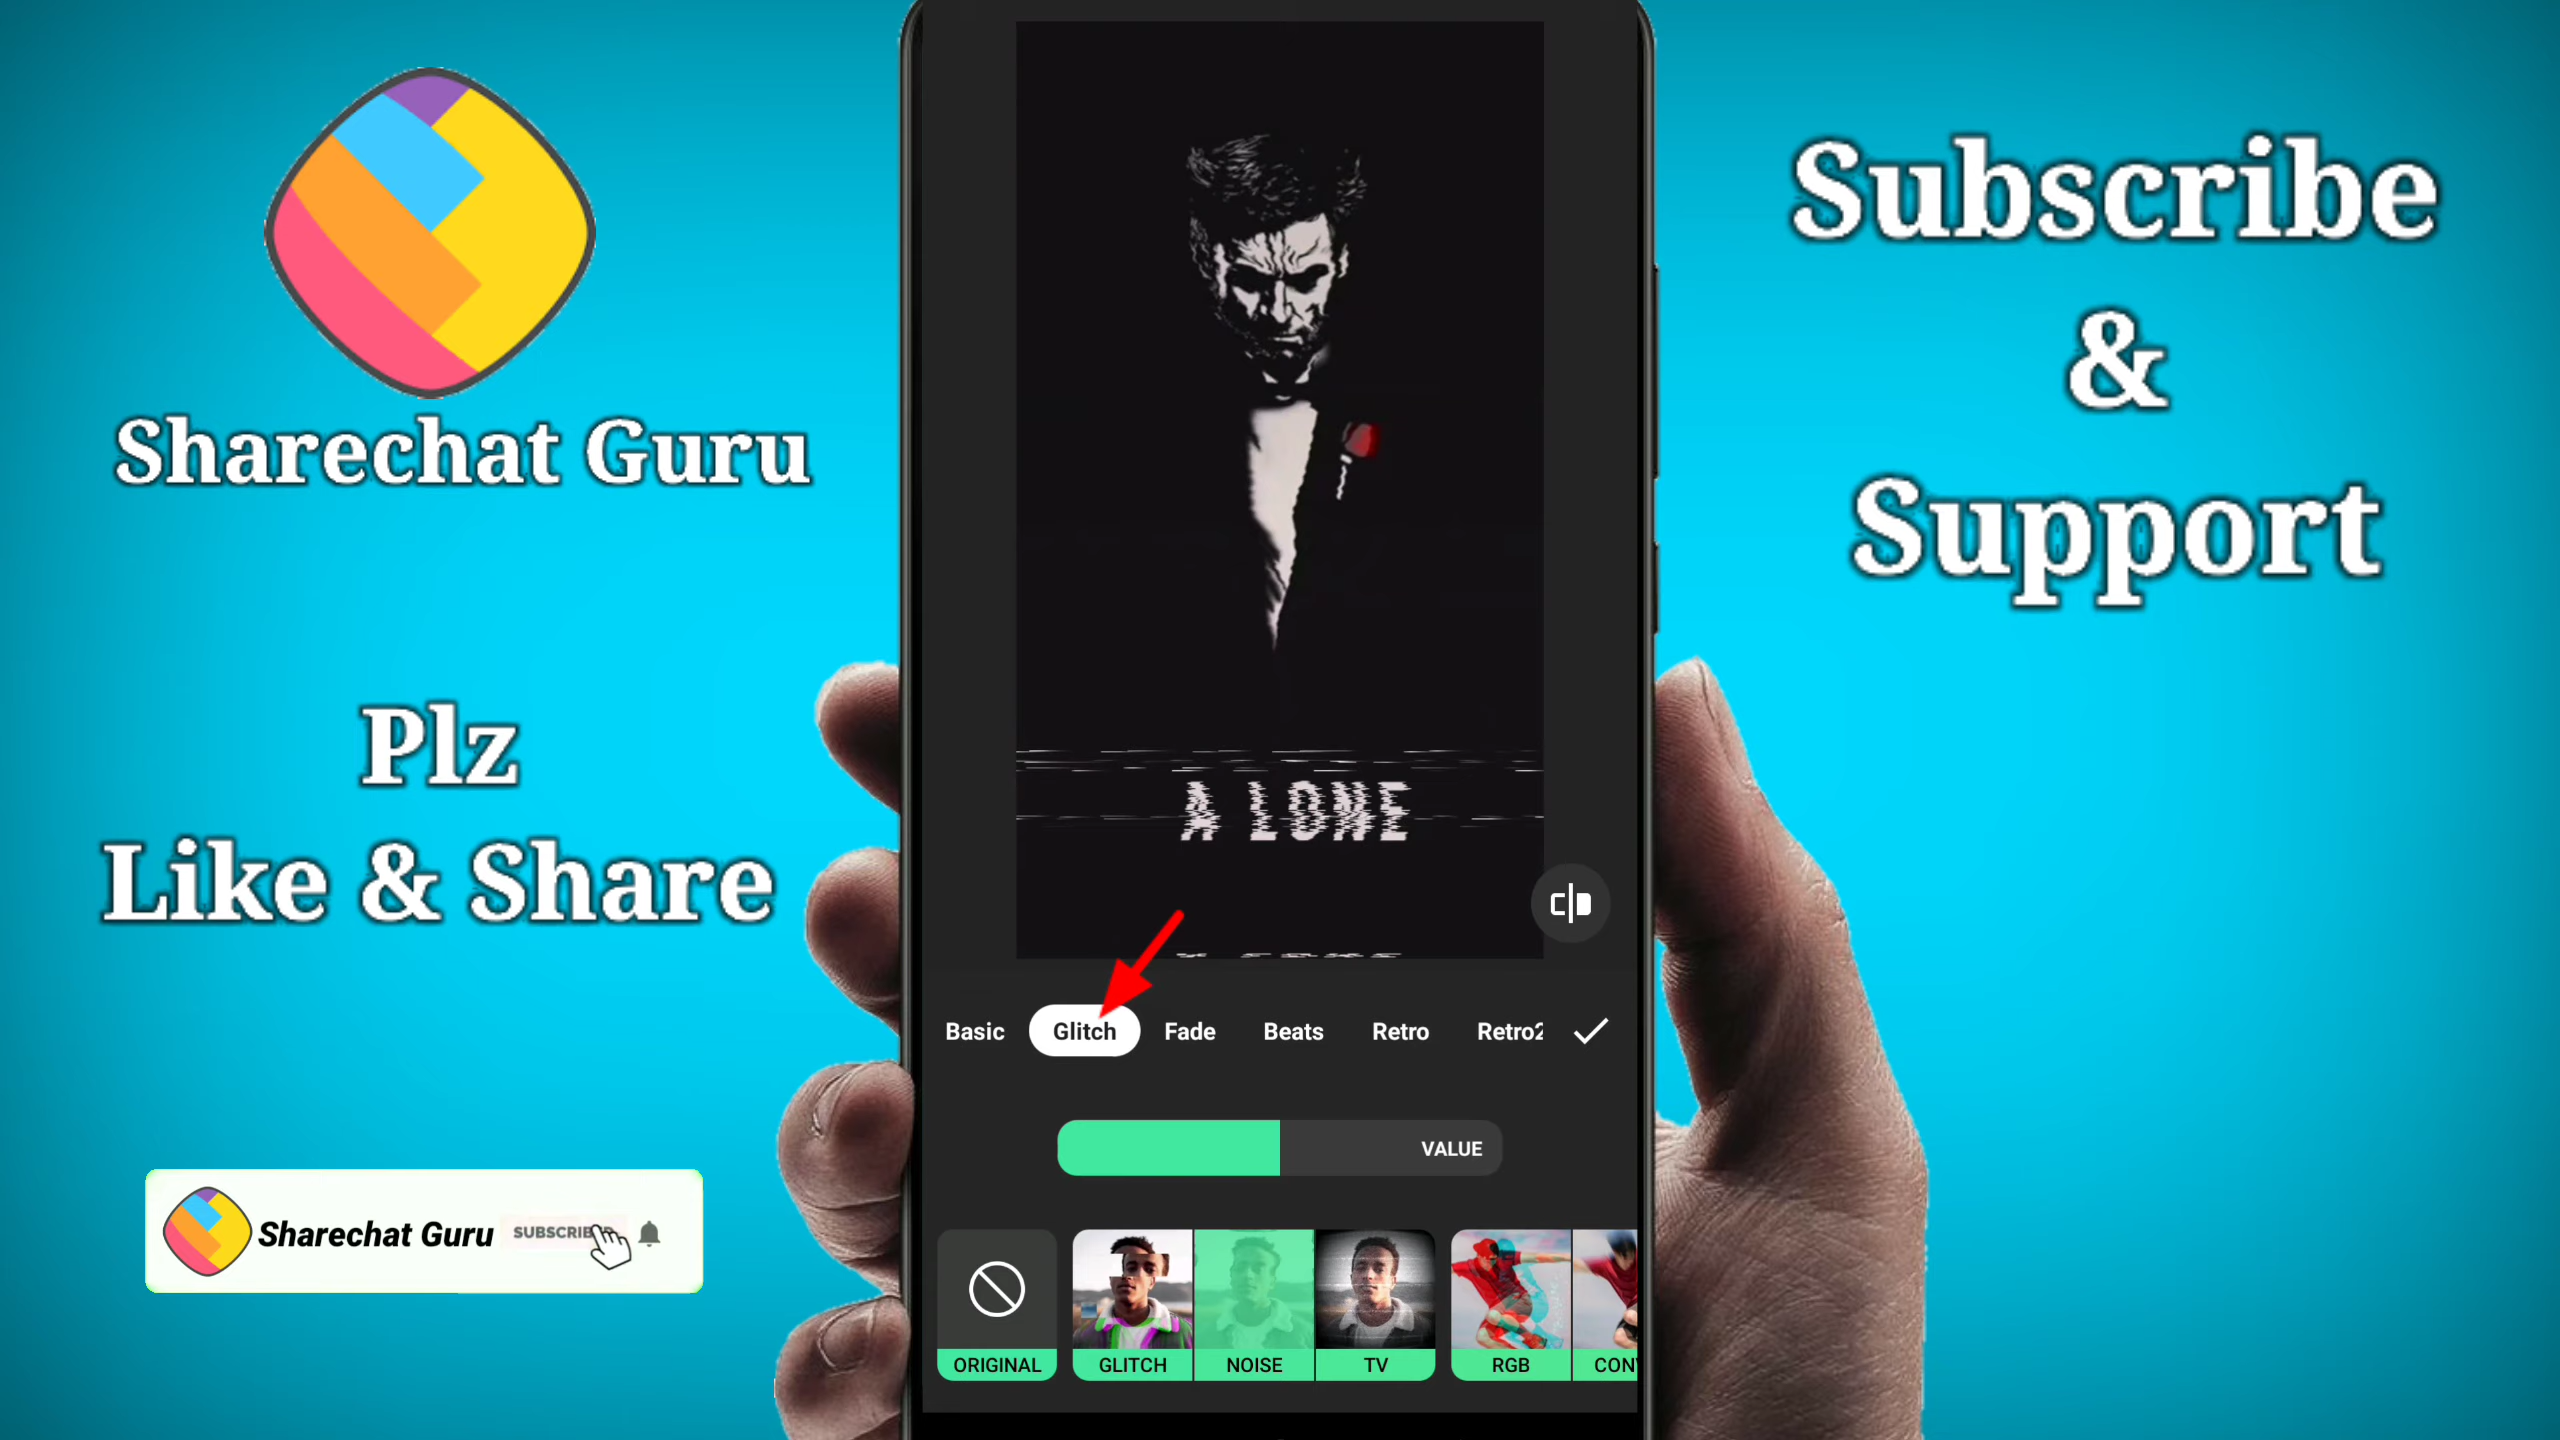 Sharechat Guru
Plz
Like & Share
Sharechat Guru
Subscribe
&
Support
A LONE
Basic
Glitch
Fade
Beats
Retro
Retro2
VALUE
ORIGINAL
GLITCH
NOISE
TV
RGB